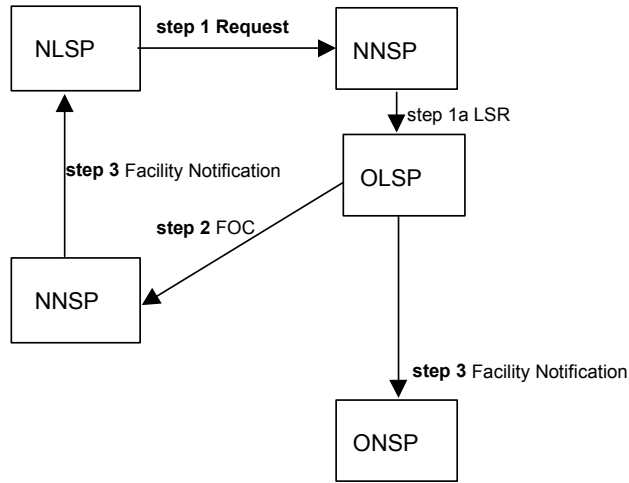 step 1 Request
NLSP
NNSP
step 1a LSR
step 3 Facility Notification
OLSP
step 2 FOC
NNSP
step 3 Facility Notification
ONSP